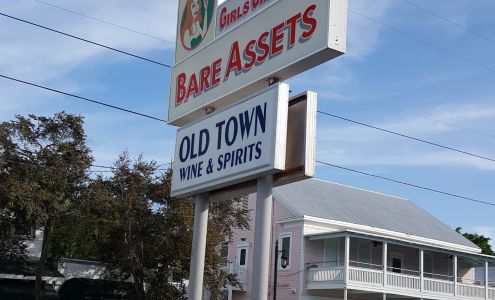 GIRLS
BARE ASSETS
OLD TOWN
WINE & SPIRITS